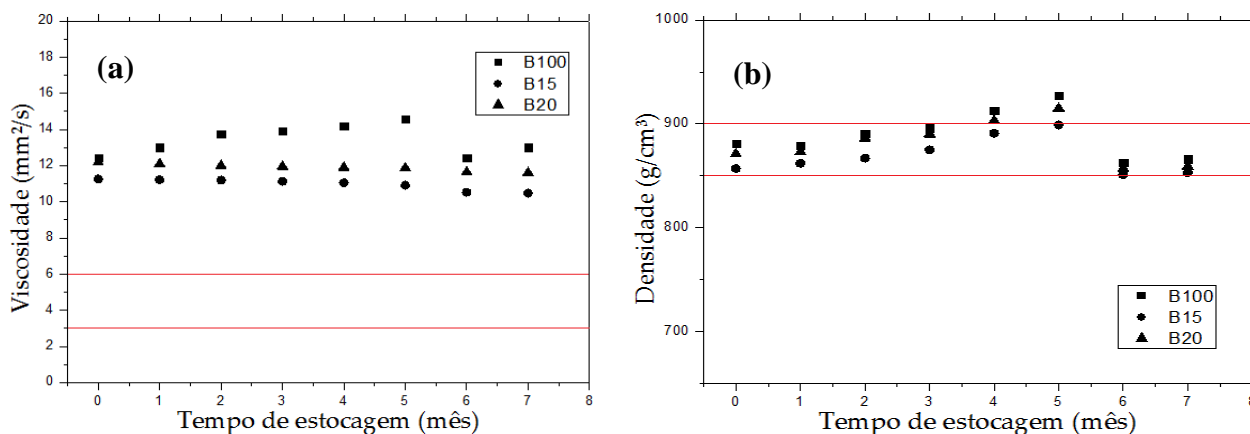 (a)
B100
B15
B20
Viscosidade (mm²/s)
20
18
16
14
12
10
8
6
4
2
0
0 1 2 3 4 5 6 7 8
Tempo de estocagem (mês)
(b)
Densidade (g/cm³)
1000
900
800
700
B100
B15
B20
0 1 2 3 4 5 6 7 8
Tempo de estocagem (mês)